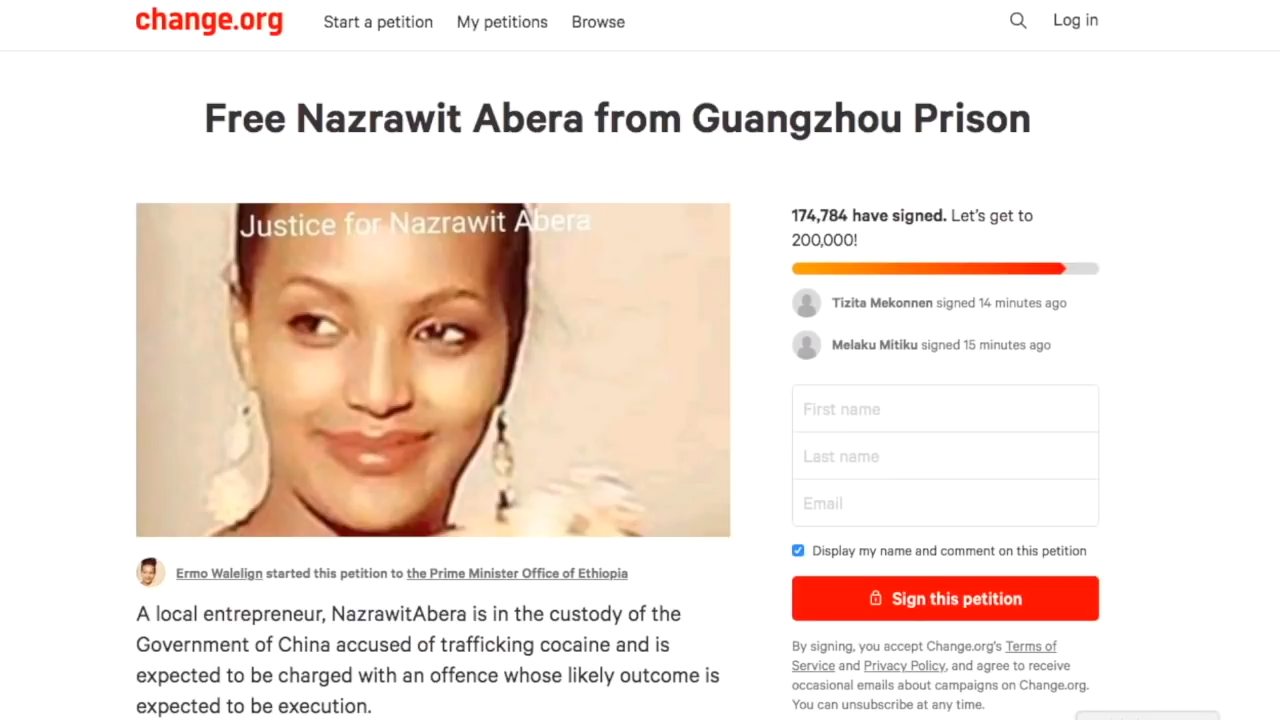 change.org
Start a petition
My petitions
Browse
Log in
Free Nazrawit Abera from Guangzhou Prison
Justice for Nazrawit Abera
174,784 have signed. Let's get to
200,000!
Tizita Mekonnen signed 14 minutes ago
Melaku Mitiku signed 15 minutes ago
First name
Last name
Email
Display my name and comment on this petition
Sign this petition
By signing, you accept Change.org's Terms of
Service and Privacy Policy, and agree to receive
occasional emails about campaigns on Change.org.
You can unsubscribe at any time.
Ermo Walelign started this petition to the Prime Minister Office of Ethiopia
A local entrepreneur, NazrawitAbera is in the custody of the
Government of China accused of trafficking cocaine and is
expected to be charged with an offence whose likely outcome is
expected to be execution.